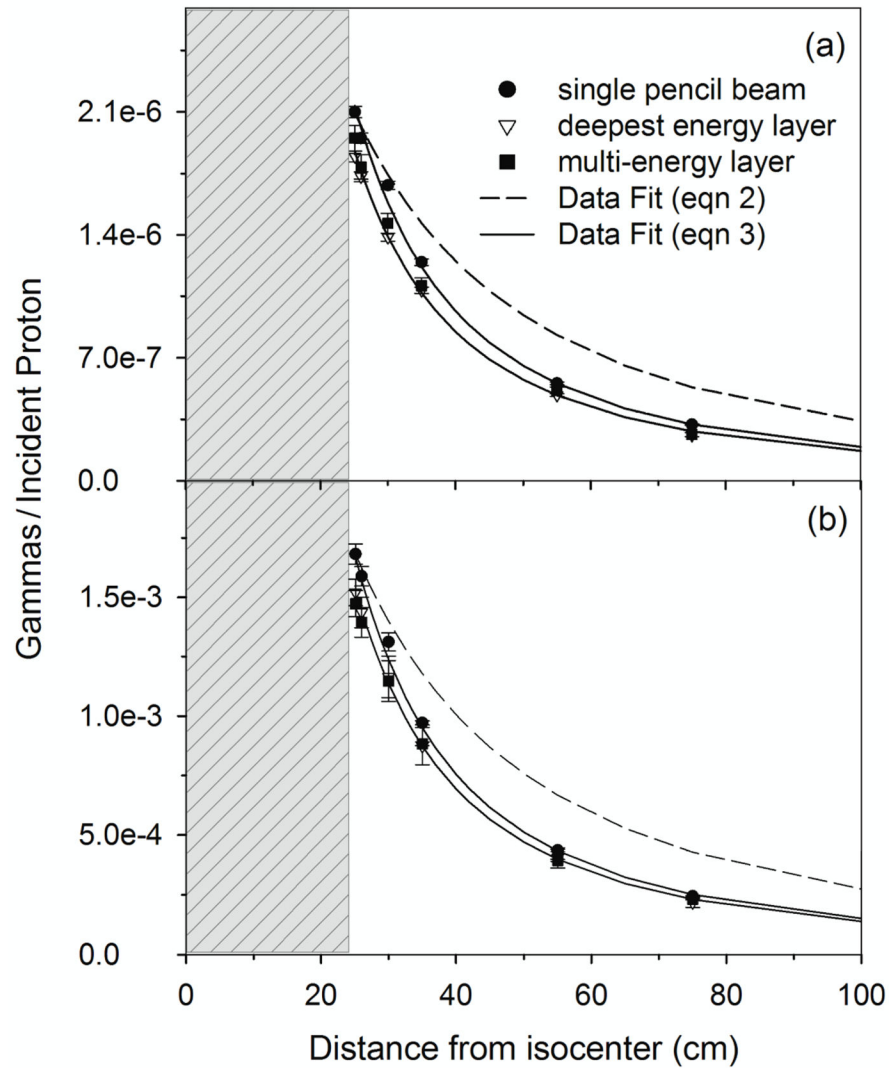 (a)
single pencil beam
deepest energy layer
multi-energy layer
Data Fit (eqn 2)
Data Fit (eqn 3)
2.1e-6
1.4e-6
7.0e-7
0.0
Gammas / Incident Proton
(b)
1.5e-3
1.0e-3
5.0e-4
0.0
0 20 40 60 80 100
Distance from isocenter (cm)